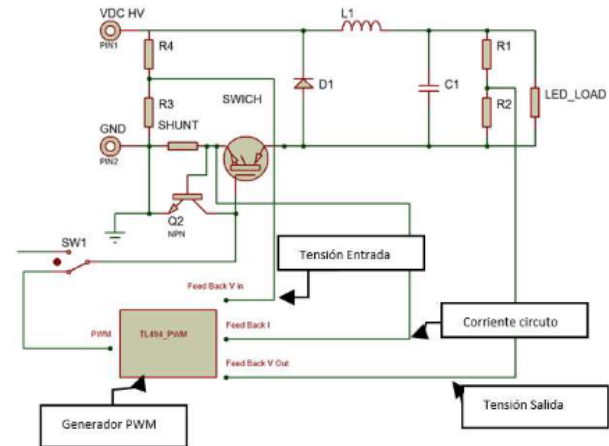 VDC HV
PIN1
R4
L1
R1
D1
C1
R3
SWICH
R2
LED_LOAD
GND
SHUNT
PIN2
Q2
NPN
SW1
Tensión Entrada
Feed Back V in
PWM
TL494_PWM
Feed Back I
Corriente circuto
Feed Back V Out
Generador PWM
Tensión Salida